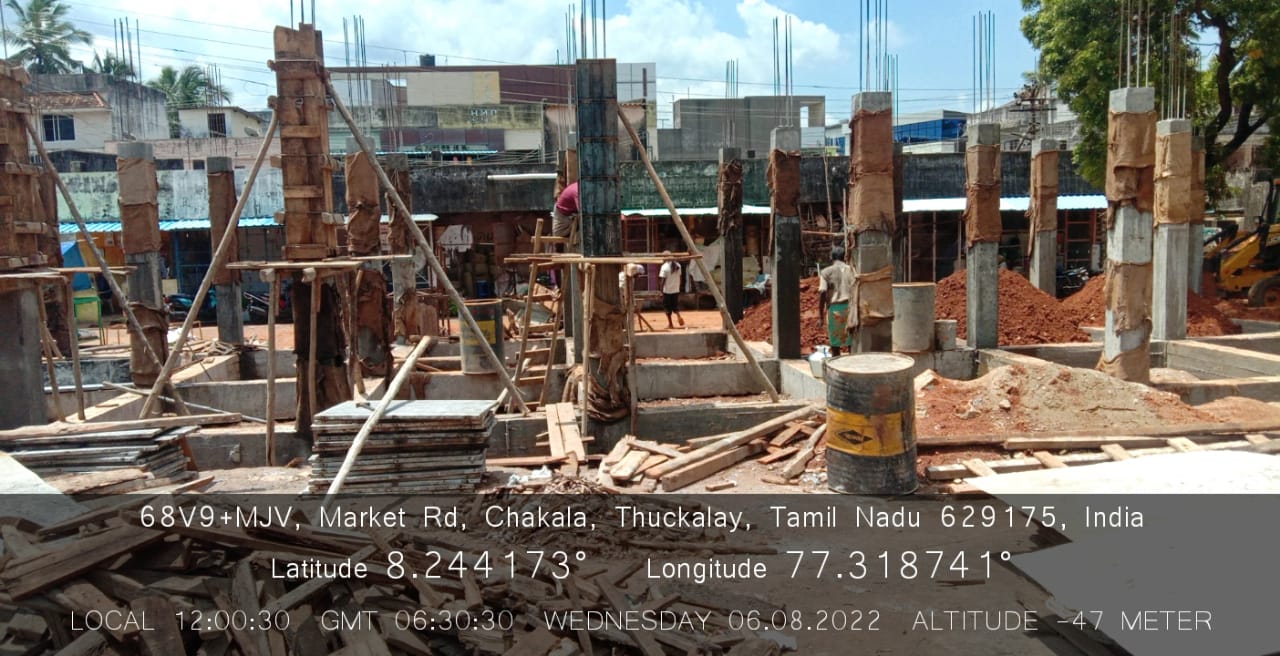 68V9+MJV, Market Rd, Chakala, Thuckalay, Tamil Nadu 629175, India
Latitude 8.244173° Longitude 77.318741°
LOCAL 12:00:30 GMT 06:30:30 WEDNESDAY 06.08.2022 ALTITUDE -47 METER